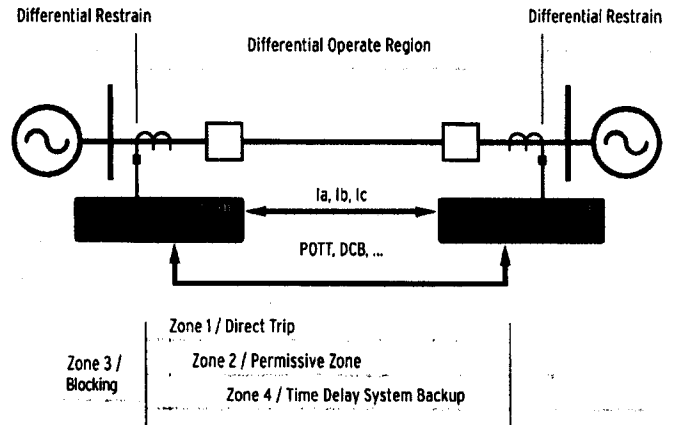 Differential Restrain
Differential Restrain
Differential Operate Region
Ia, Ib, Ic
POTT, DCB, ...
Zone 1 / Direct Trip
Zone 3 /
Blocking
Zone 2 / Permissive Zone
Zone 4 / Time Delay System Backup